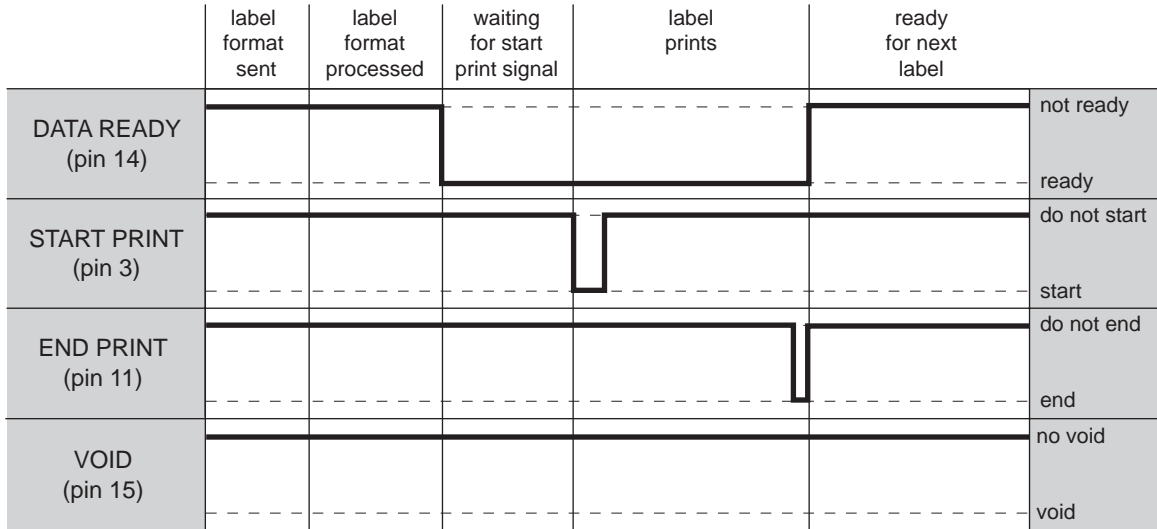 label
format
sent
label
format
processed
waiting
for start
print signal
label
prints
ready
for next
label
DATA READY
(pin 14)
not ready
ready
START PRINT
(pin 3)
do not start
start
END PRINT
(pin 11)
do not end
end
VOID
(pin 15)
no void
void